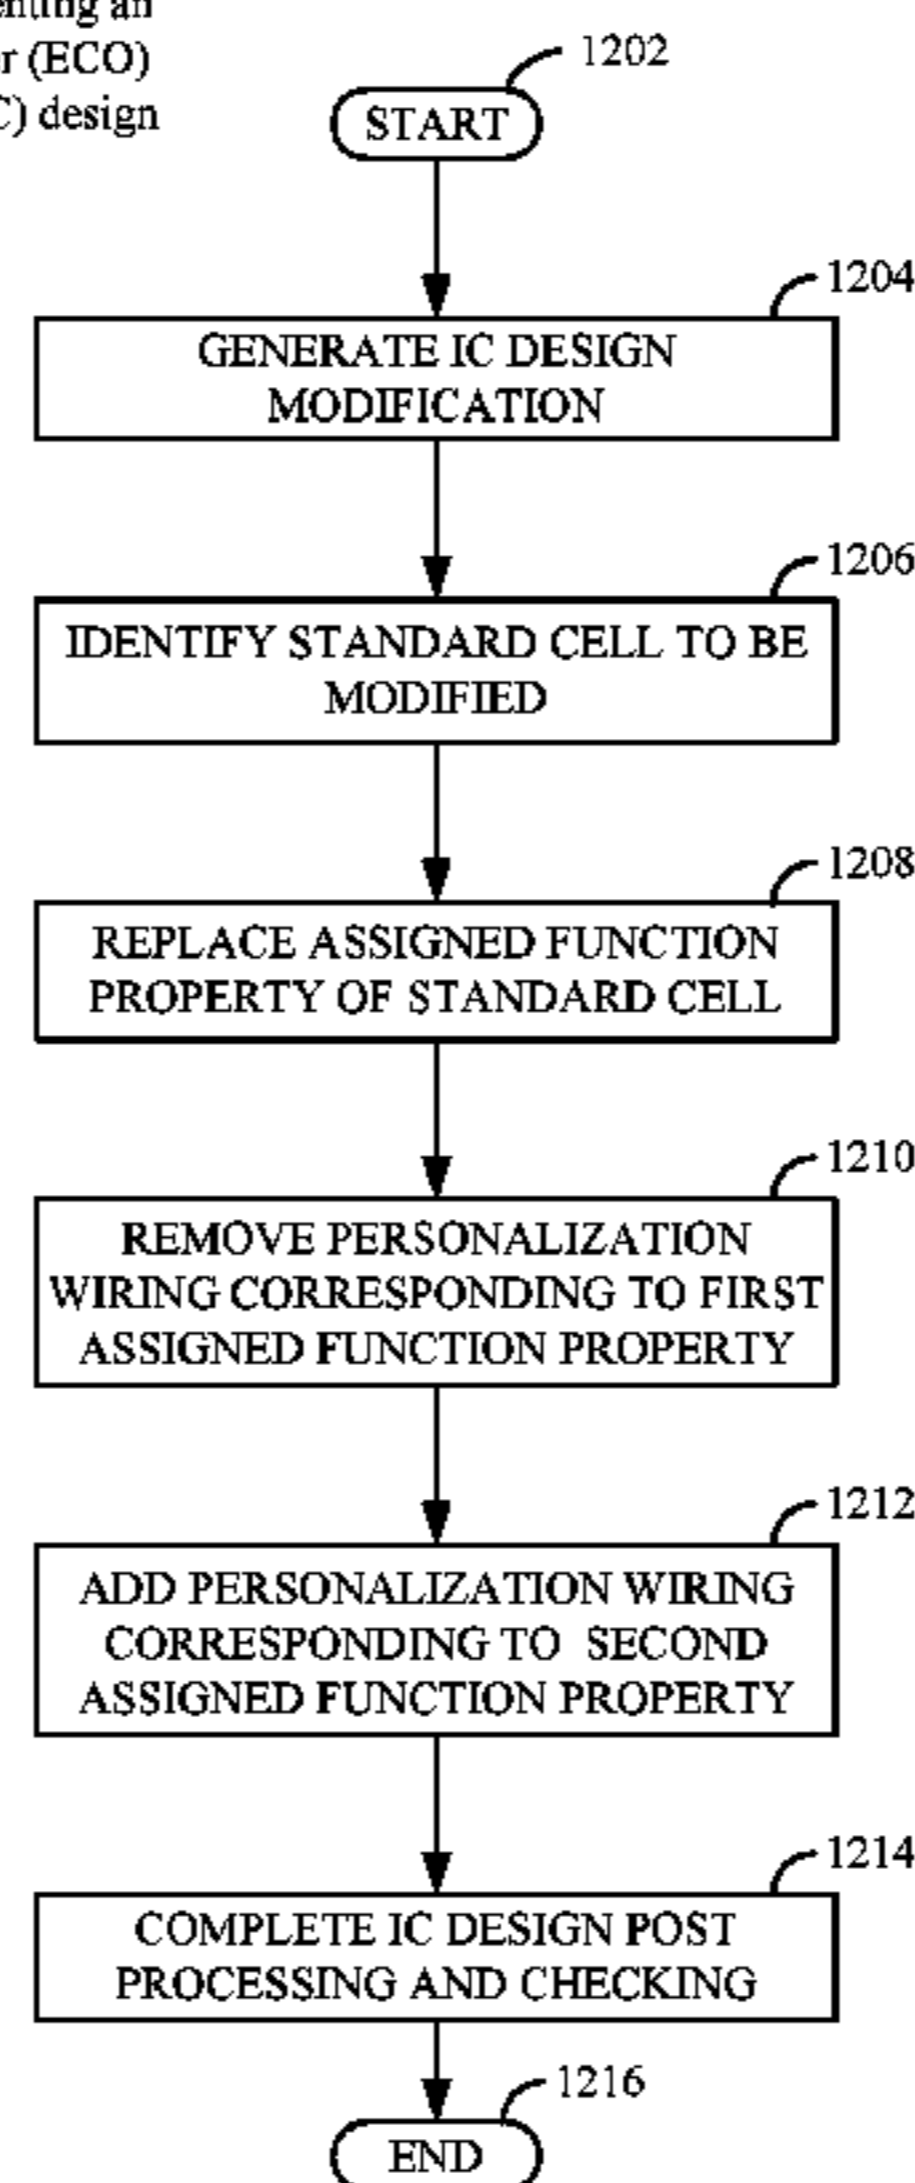 r (ECO)
C) design
1202
START
1204
GENERATE IC DESIGN
MODIFICATION
1206
IDENTIFY STANDARD CELL TO BE
MODIFIED
1208
REPLACE ASSIGNED FUNCTION
PROPERTY OF STANDARD CELL
1210
REMOVE PERSONALIZATION
WIRING CORRESPONDING TO FIRST
ASSIGNED FUNCTION PROPERTY
1212
ADD PERSONALIZATION WIRING
CORRESPONDING TO SECOND
ASSIGNED FUNCTION PROPERTY
1214
COMPLETE IC DESIGN POST
PROCESSING AND CHECKING
1216
END